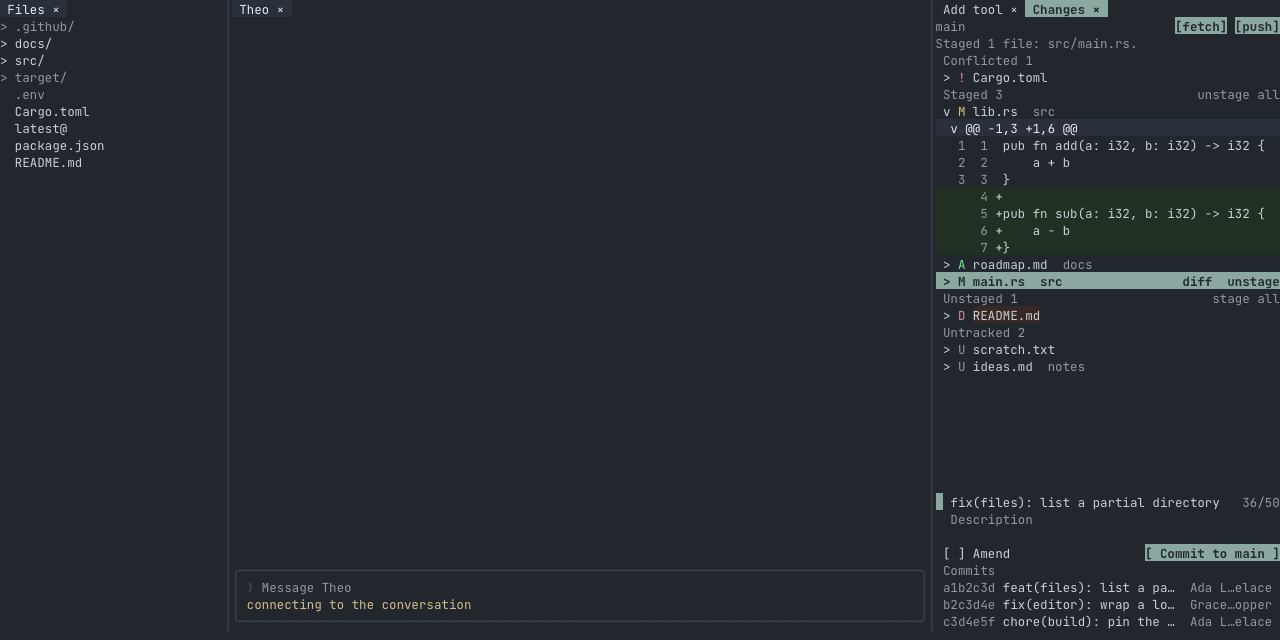 Files ×
> .github/
> docs/
> src/
> target/
.env
Cargo.toml
latest@
package.json
README.md
Theo ×
⟩ Message Theo
connecting to the conversation
Add tool × Changes ×
main [fetch] [push]
Staged 1 file: src/main.rs.
Conflicted 1
> ! Cargo.toml
Staged 3 unstage all
v M lib.rs src
v @@ -1,3 +1,6 @@
1 1 pub fn add(a: i32, b: i32) -> i32 {
2 2 a + b
3 3 }
4 +
5 +pub fn sub(a: i32, b: i32) -> i32 {
6 + a - b
7 +}
> A roadmap.md docs
> M main.rs src diff unstage
Unstaged 1 stage all
> D README.md
Untracked 2
> U scratch.txt
> U ideas.md notes
fix(files): list a partial directory 36/50
Description
[ ] Amend [ Commit to main ]
Commits
a1b2c3d feat(files): list a pa… Ada L…elace
b2c3d4e fix(editor): wrap a lo… Grace…opper
c3d4e5f chore(build): pin the … Ada L…elace